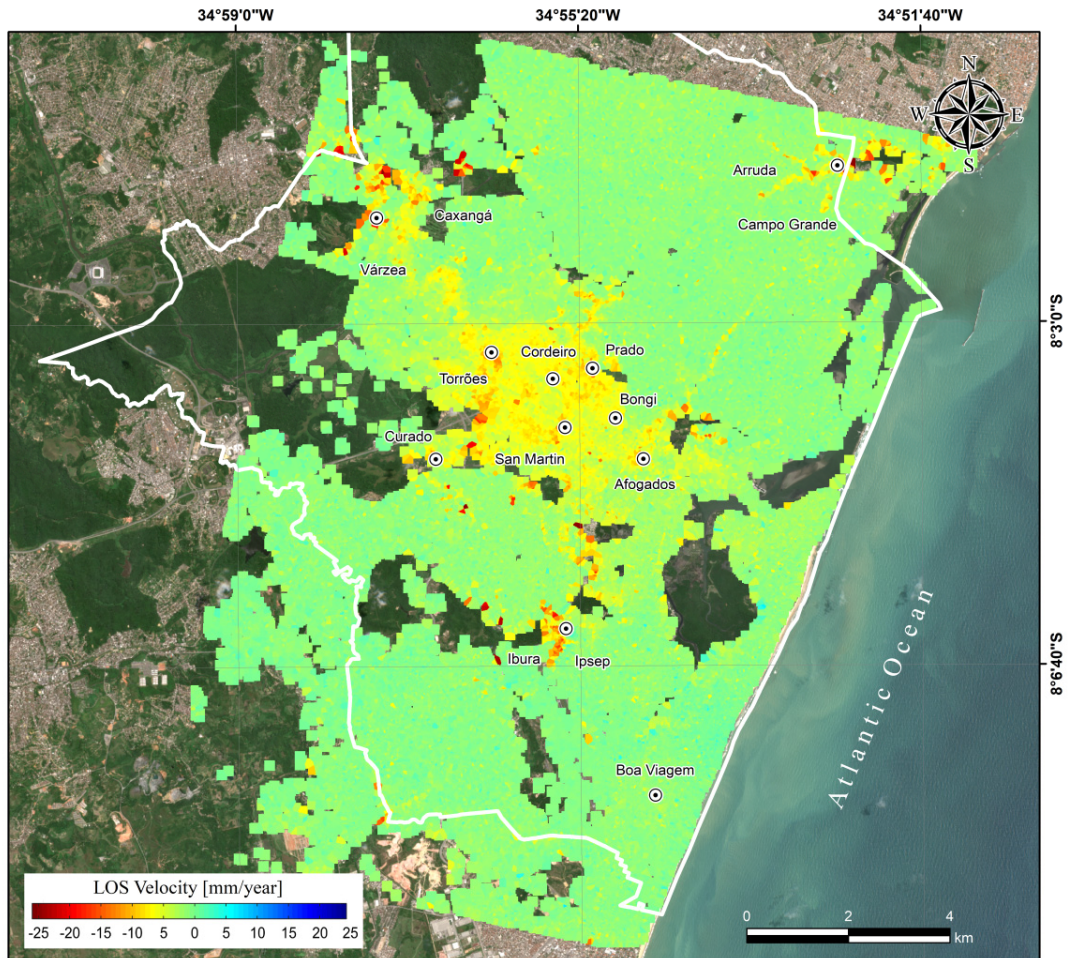 34°59'0"W 34°55'20"W 34°51'40"W
N
W E
S
Arruda
Caxangá
Campo Grande
Várzea
8°3'0"S
Cordeiro Prado
Torrões
Bongi
Curado
San Martin
Afogados
Ibura Ipsep
8°6'40"S
Atlantic Ocean
Boa Viagem
LOS Velocity [mm/year]
-25 -20 -15 -10 -5 5 10 15 20 25
0 2 4
km